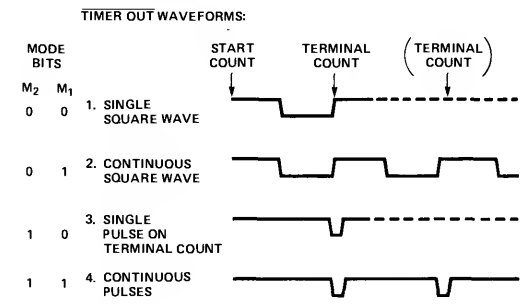 TIMER OUT WAVEFORMS:
MODE BITS
START COUNT
TERMINAL COUNT
(TERMINAL COUNT)
M2 M1
0 0 1. SINGLE SQUARE WAVE
0 1 2. CONTINUOUS SQUARE WAVE
1 0 3. SINGLE PULSE ON TERMINAL COUNT
1 1 4. CONTINUOUS PULSES